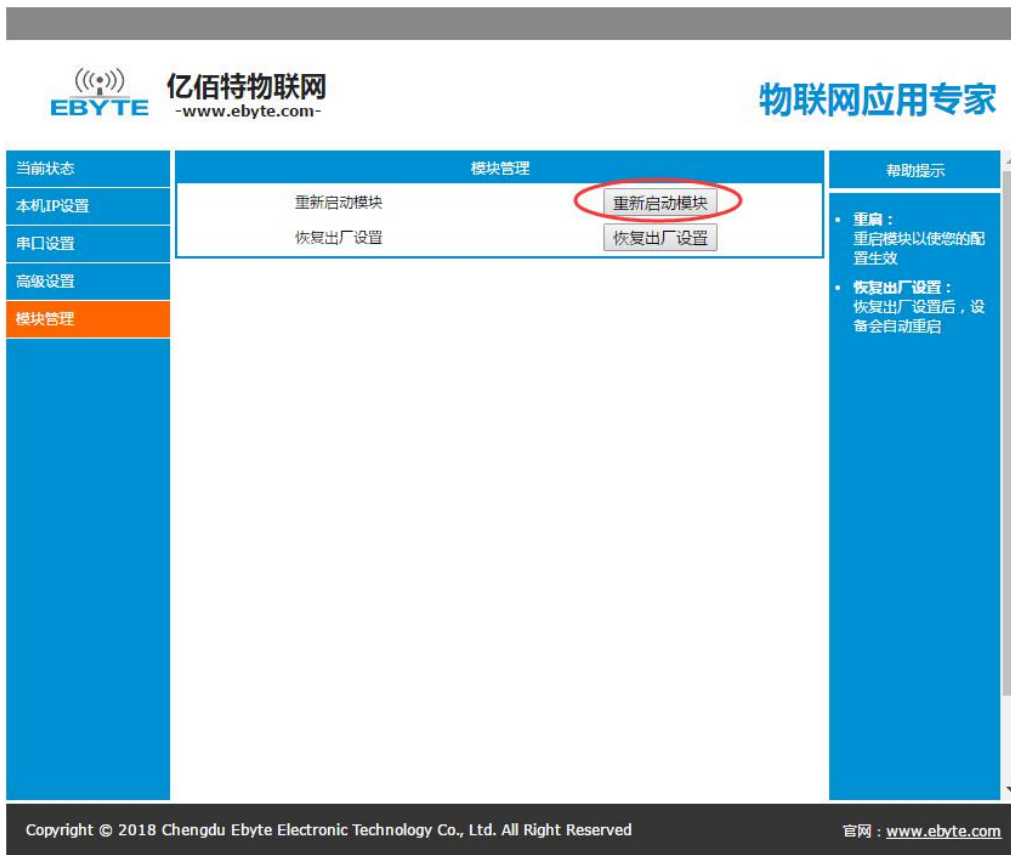 ((•))
EBYTE
亿佰特物联网
-www.ebyte.com-
物联网应用专家
当前状态
本机IP设置
串口设置
高级设置
模块管理
模块管理
重新启动模块 重新启动模块
恢复出厂设置 恢复出厂设置
帮助提示
• 重启：
重启模块以使您的配
置生效
• 恢复出厂设置：
恢复出厂设置后，设
备会自动重启
Copyright © 2018 Chengdu Ebyte Electronic Technology Co., Ltd. All Right Reserved
官网：www.ebyte.com